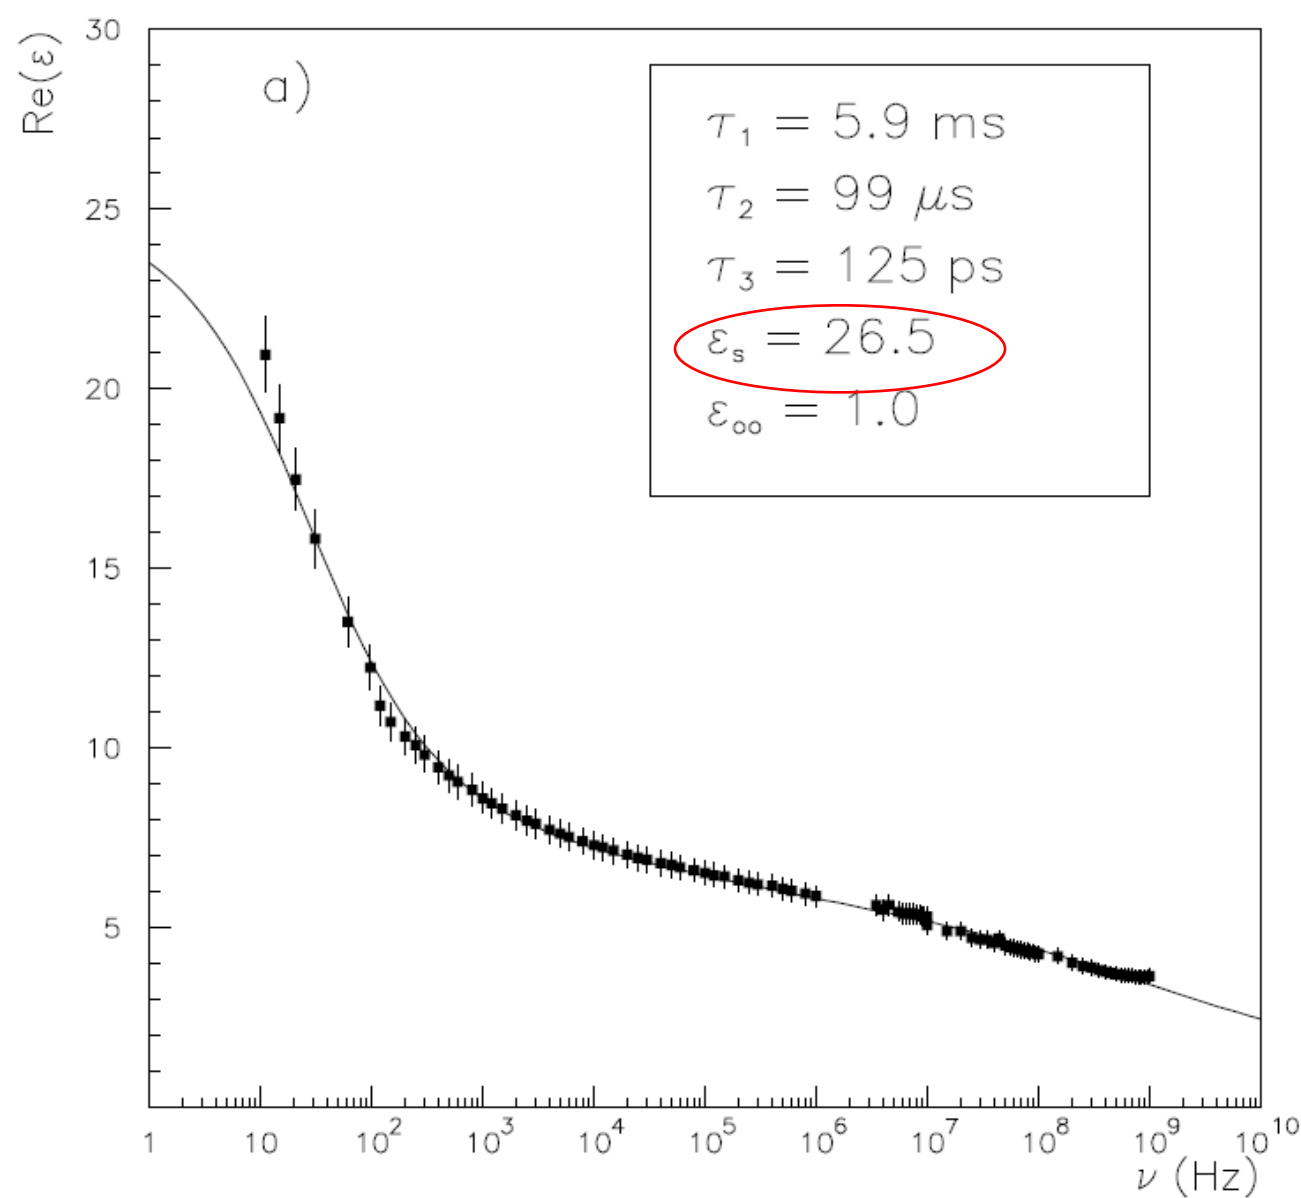 30
Re(ε)
a)
τ₁ = 5.9 ms
τ₂ = 99 μs
τ₃ = 125 ps
εₛ = 26.5
ε∞ = 1.0
25
20
15
10
5
1 10 10² 10³ 10⁴ 10⁵ 10⁶ 10⁷ 10⁸ 10⁹ 10¹⁰
ν (Hz)